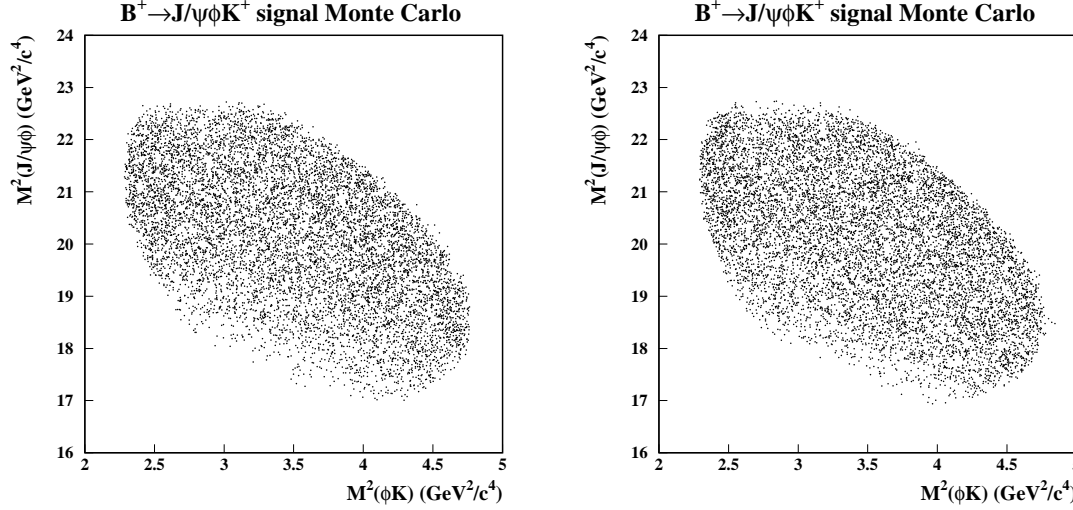 B⁺→J/ψϕK⁺ signal Monte Carlo
M²(J/ψϕ) (GeV²/c⁴)
24
23
22
21
20
19
18
17
16
2 2.5 3 3.5 4 4.5 5
M²(ϕK) (GeV²/c⁴)
B⁺→J/ψϕK⁺ signal Monte Carlo
M²(J/ψϕ) (GeV²/c⁴)
24
23
22
21
20
19
18
17
16
2 2.5 3 3.5 4 4.5
M²(ϕK) (GeV²/c⁴)